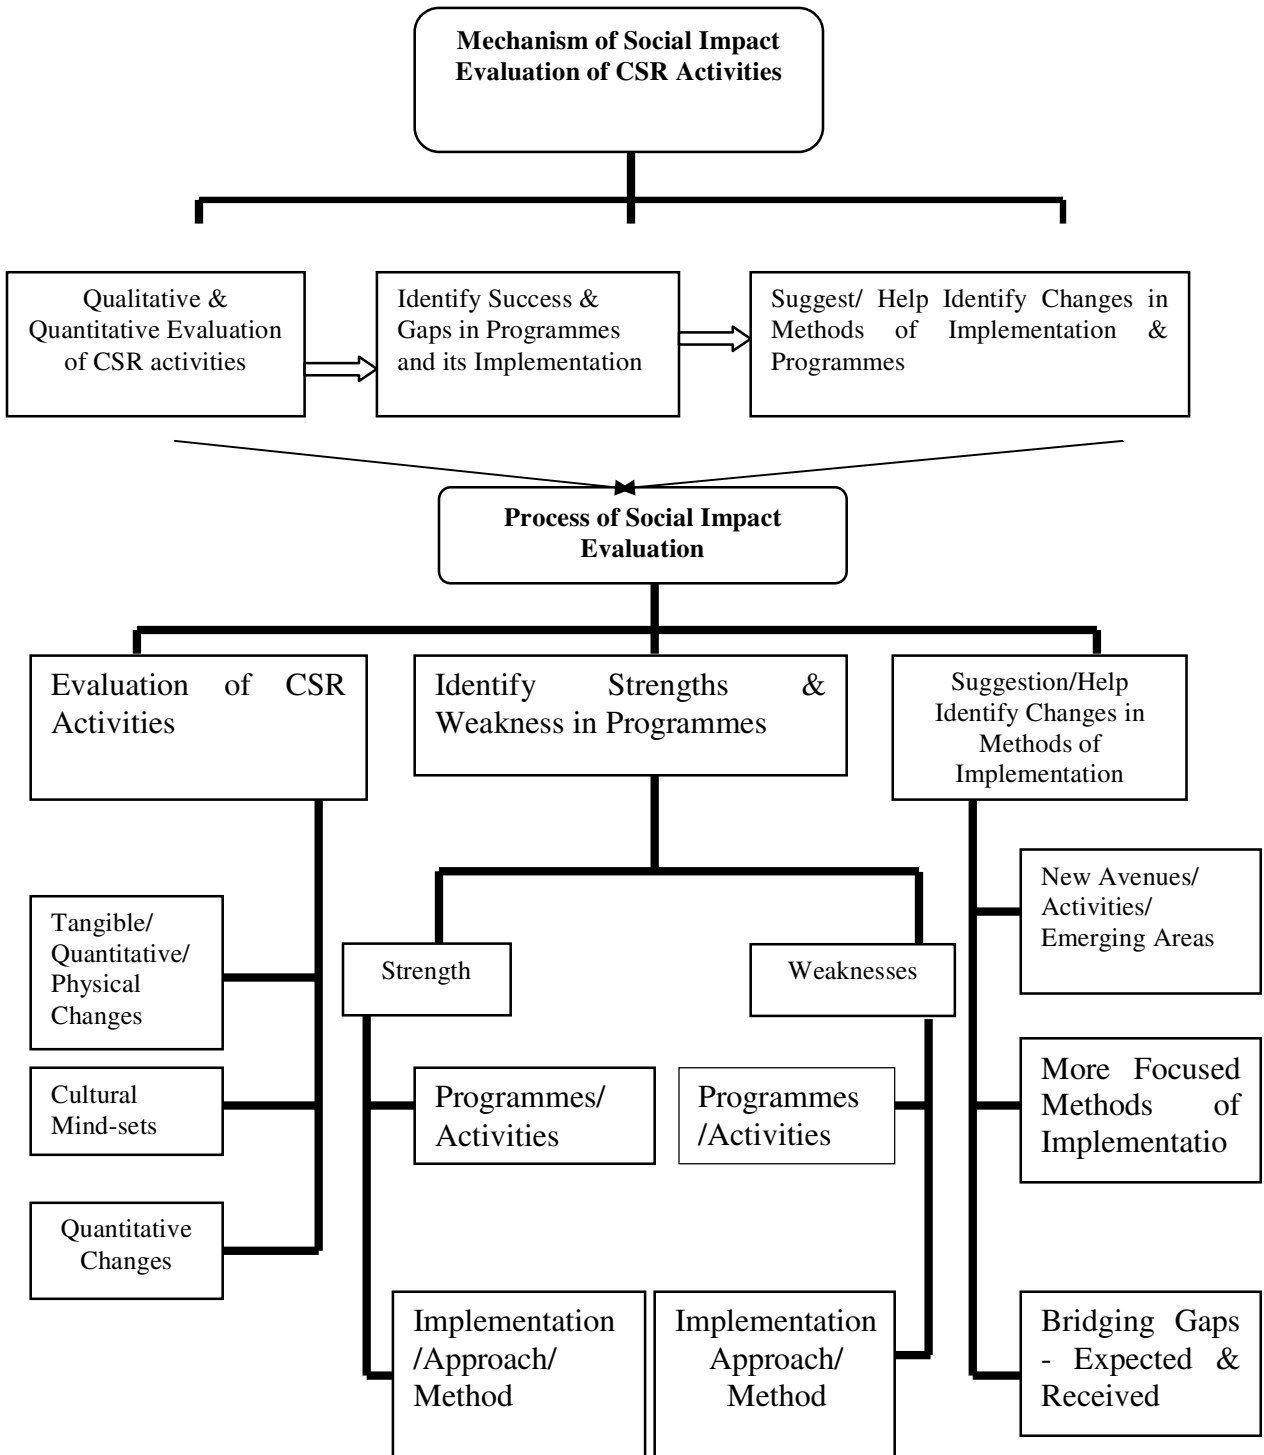 Mechanism of Social Impact
Evaluation of CSR Activities
Qualitative &
Quantitative Evaluation
of CSR activities
Identify Success &
Gaps in Programmes
and its Implementation
Suggest/ Help Identify Changes in
Methods of Implementation &
Programmes
Process of Social Impact
Evaluation
Evaluation of CSR
Activities
Identify Strengths &
Weakness in Programmes
Suggestion/Help
Identify Changes in
Methods of
Implementation
Tangible/
Quantitative/
Physical
Changes
Cultural
Mind-sets
Quantitative
Changes
Strength
Programmes/
Activities
Implementation
/Approach/
Method
Weaknesses
Programmes
/Activities
Implementation
Approach/
Method
New Avenues/
Activities/
Emerging Areas
More Focused
Methods of
Implementatio
Bridging Gaps
- Expected &
Received